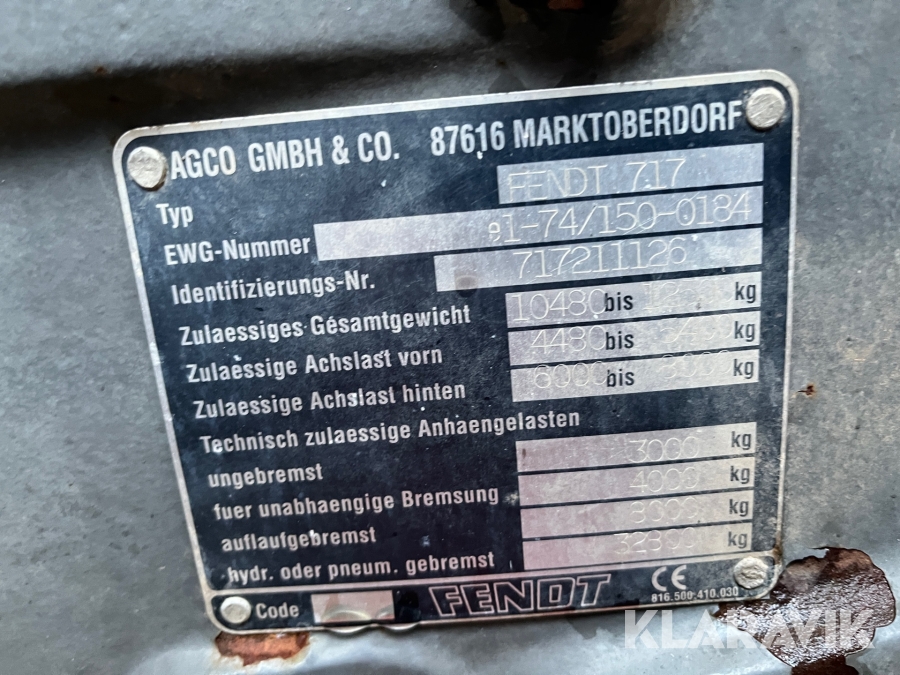 AGCO GMBH & CO. 87616 MARKTOBERDORF
Typ FENDT 717
EWG-Nummer e1-74/150-0184
Identifizierungs-Nr. 717211126
Zulaessiges Gesamtgewicht 10480 bis kg
Zulaessige Achslast vorn 4480 bis kg
Zulaessige Achslast hinten bis kg
Technisch zulaessige Anhaengelasten
ungebremst 3000 kg
fuer unabhaengige Bremsung 4000 kg
auflaufgebremst 8000 kg
hydr. oder pneum. gebremst kg
Code FENDT CE 816.500.410.030
KLARAVIK